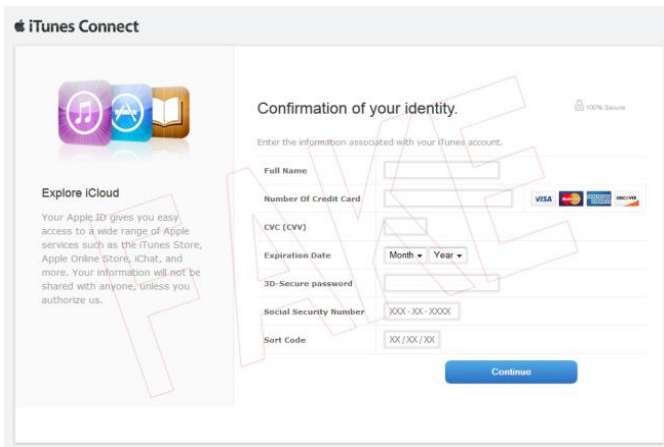 iTunes Connect
Confirmation of your identity.
100% Secure
Enter the information associated with your iTunes account.
Full Name
Number Of Credit Card
VISA
MasterCard
AMERICAN EXPRESS
DISCOVER
CVC (CVV)
Expiration Date
Month
Year
3D-Secure password
Social Security Number
XXX - XX - XXXX
Sort Code
XX / XX / XX
Continue
Explore iCloud
Your Apple ID gives you easy
access to a wide range of Apple
services such as the iTunes Store,
Apple Online Store, iChat, and
more. Your information will not be
shared with anyone, unless you
authorize us.
FAKE